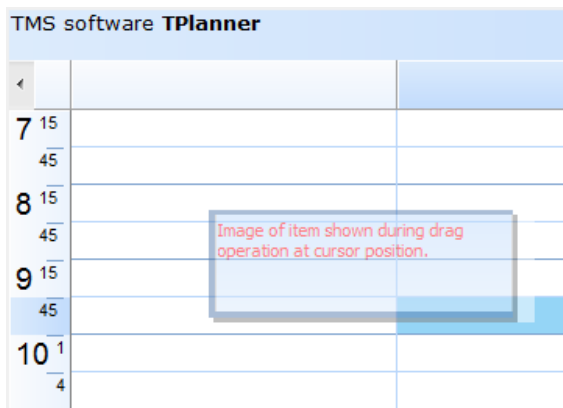 TMS software TPlanner
7 15
45
8 15
45
9 15
45
10 1
4
Image of item shown during drag
operation at cursor position.